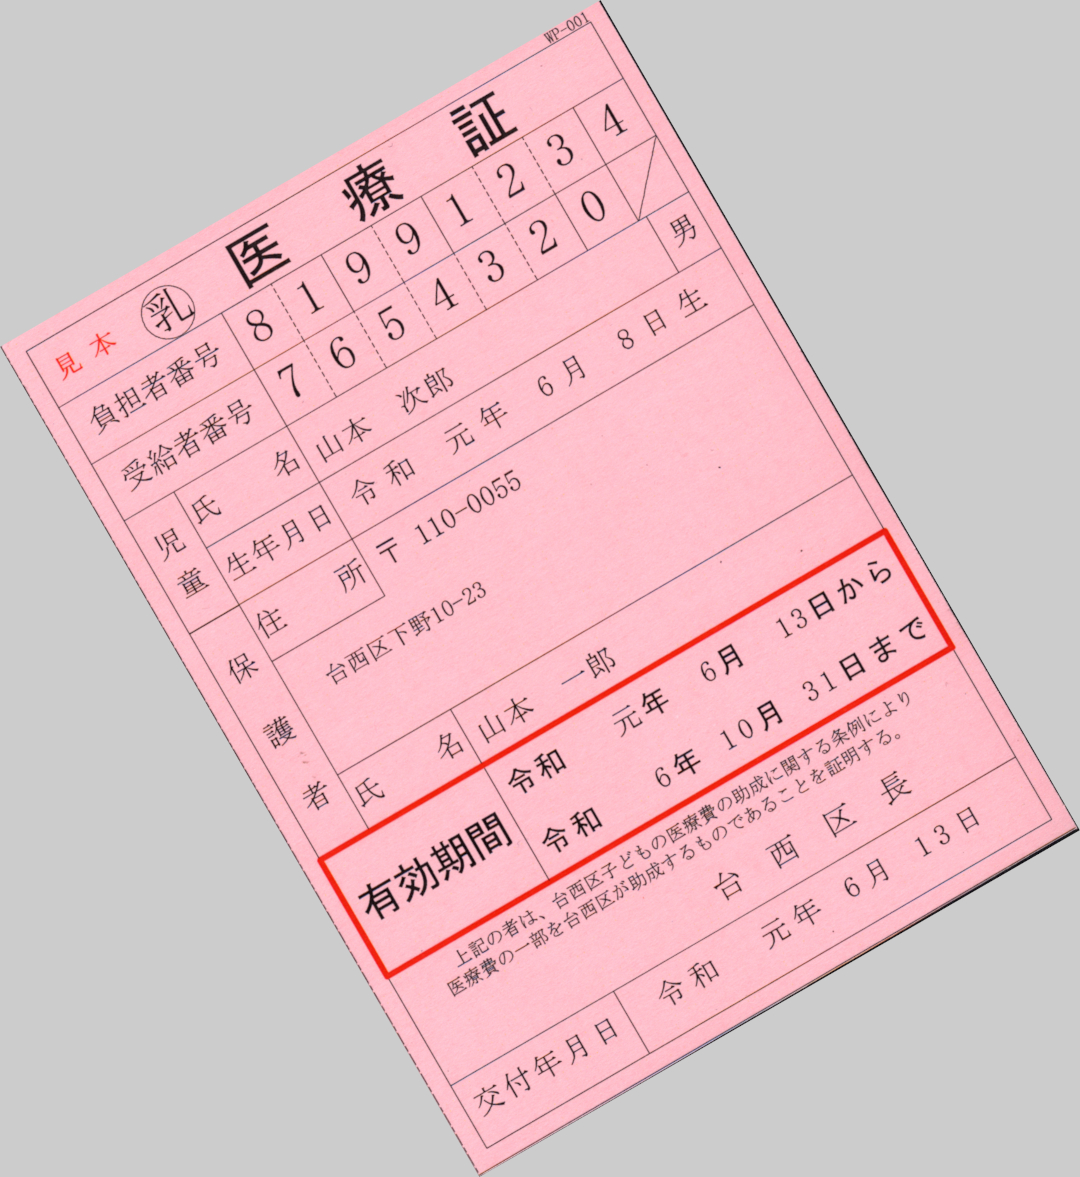 WP-001
見本 ㊚ 医療証
負担者番号 8 1 9 9 1 2 3 4
受給者番号 7 6 5 4 3 2 0
児童
氏名 山本 次郎 男
生年月日 令和 元年 6月 8日生
保護者
住所 〒 110-0055
台西区下野10-23
氏名 山本 一郎
有効期間
令和 元年 6月 13日から
令和 6年 10月 31日まで
上記の者は、台西区子どもの医療費の助成に関する条例により
医療費の一部を台西区が助成するものであることを証明する。
台西区長
交付年月日 令和 元年 6月 13日